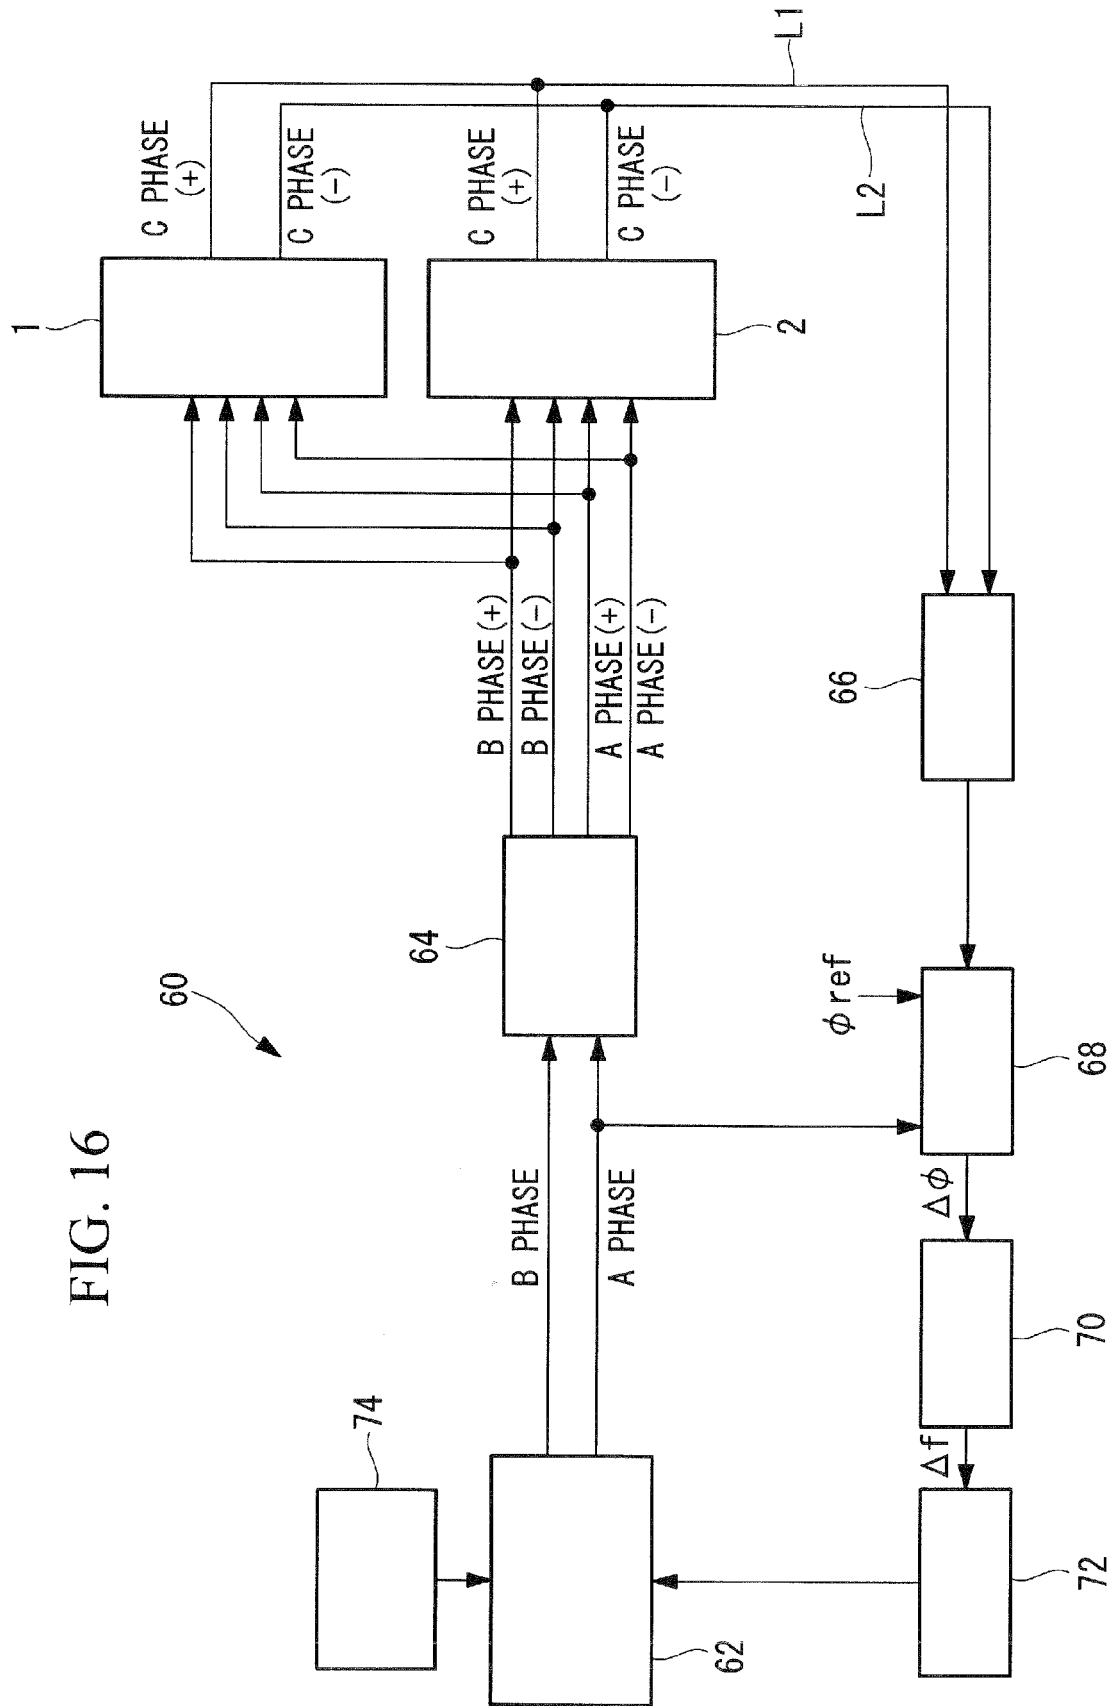 FIG. 16
60
74
62
B PHASE
A PHASE
64
B PHASE(+)
B PHASE(-)
A PHASE(+)
A PHASE(-)
1
2
C PHASE
(+)
C PHASE
(-)
C PHASE
(+)
C PHASE
(-)
L1
L2
72
Δf
70
Δφ
68
φref
66